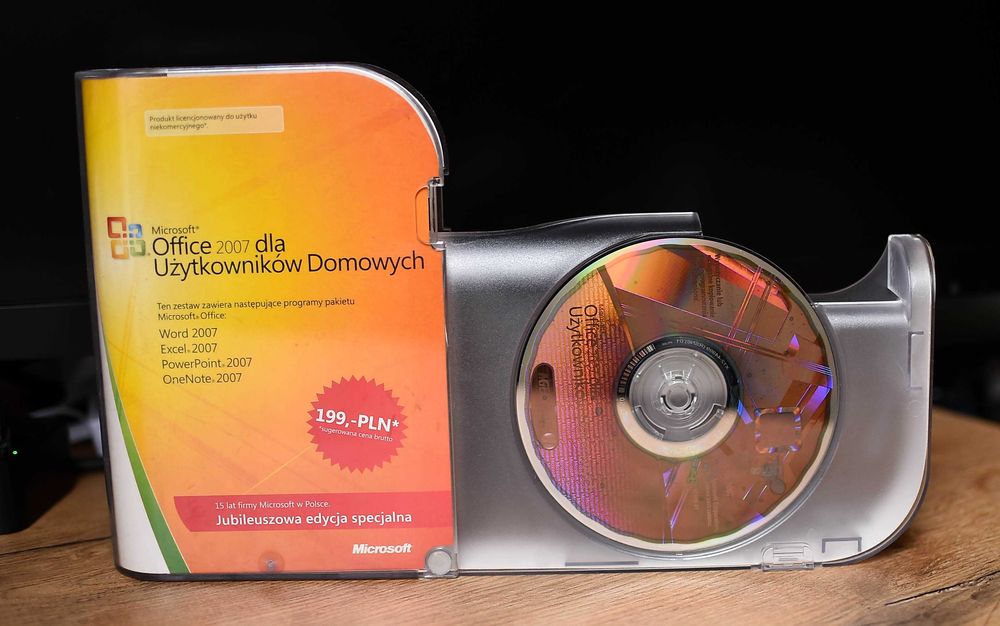 Produkt licencjonowany do użytku
niekomercyjnego*.
Microsoft®
Office 2007 dla
Użytkowników Domowych
Ten zestaw zawiera następujące programy pakietu
Microsoft® Office:
Word 2007
Excel® 2007
PowerPoint® 2007
OneNote® 2007
199,-PLN*
*sugerowana cena brutto
15 lat firmy Microsoft w Polsce.
Jubileuszowa edycja specjalna
Microsoft
Office
Użytkownik